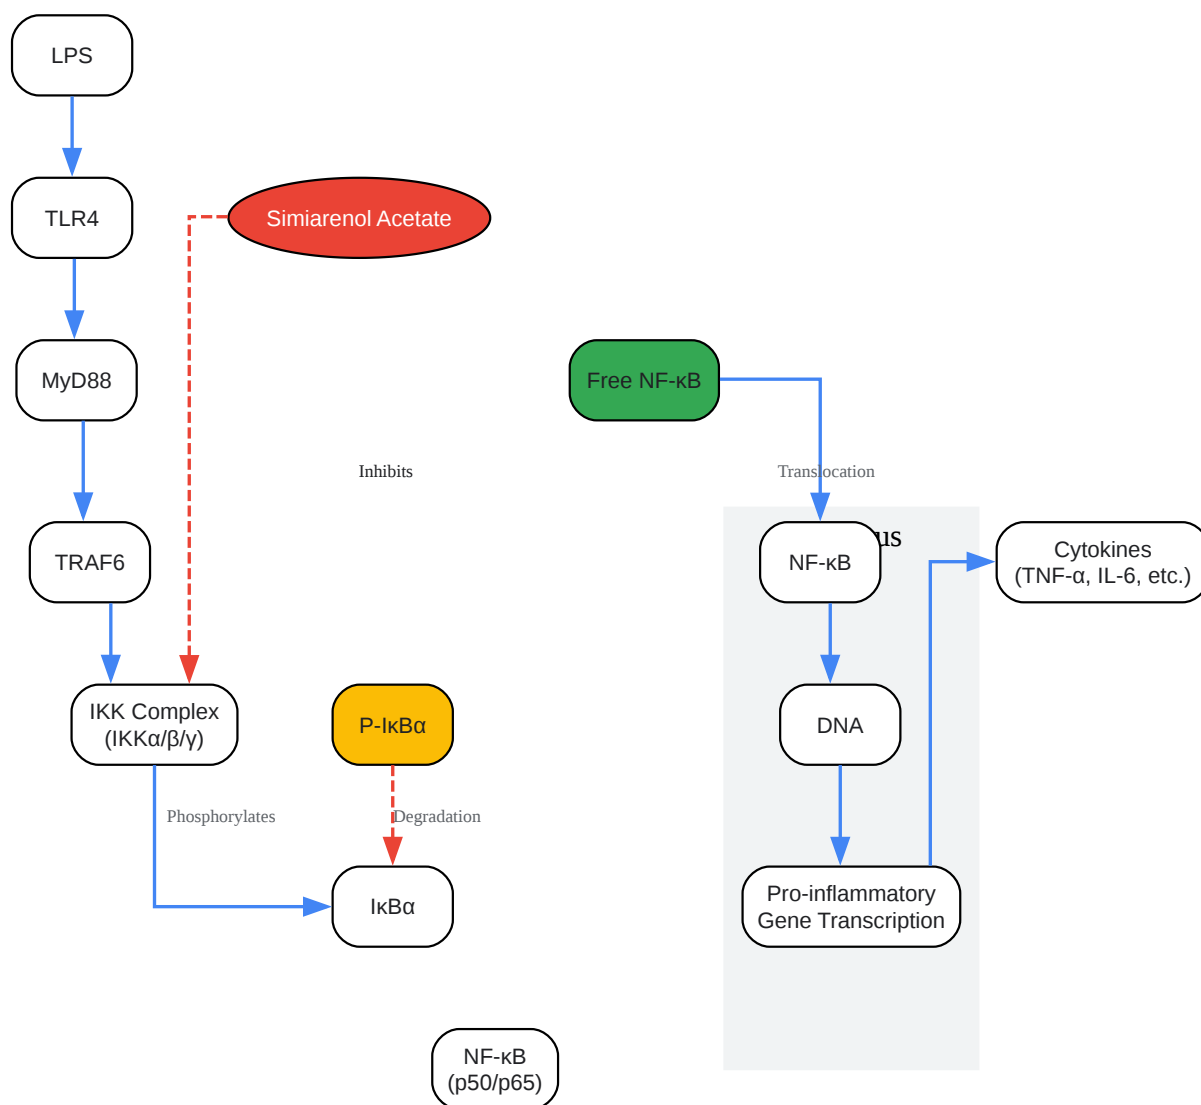 LPS
TLR4
Simiarenol Acetate
MyD88
Free NF-κB
Inhibits
Translocation
TRAF6
NF-κB
Cytokines
(TNF-α, IL-6, etc.)
IKK Complex
(IKKα/β/γ)
P-IκBα
DNA
Phosphorylates
Degradation
IκBα
Pro-inflammatory
Gene Transcription
NF-κB
(p50/p65)